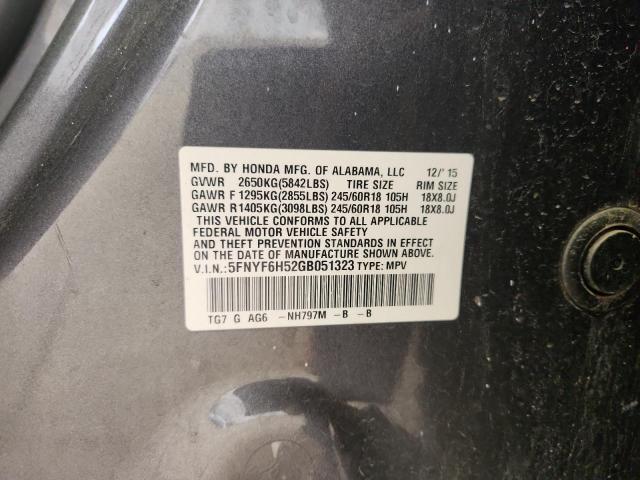 MFD. BY HONDA MFG. OF ALABAMA, LLC 12/'15
GVWR 2650KG(5842LBS) TIRE SIZE RIM SIZE
GAWR F 1295KG(2855LBS) 245/60R18 105H 18X8.0J
GAWR R1405KG(3098LBS) 245/60R18 105H 18X8.0J
THIS VEHICLE CONFORMS TO ALL APPLICABLE
FEDERAL MOTOR VEHICLE SAFETY
AND THEFT PREVENTION STANDARDS IN EFFECT ON
THE DATE OF MANUFACTURE SHOWN ABOVE.
V.I.N.: 5FNYF6H52GB051323 TYPE: MPV
TG7 G AG6 -NH797M -B -B